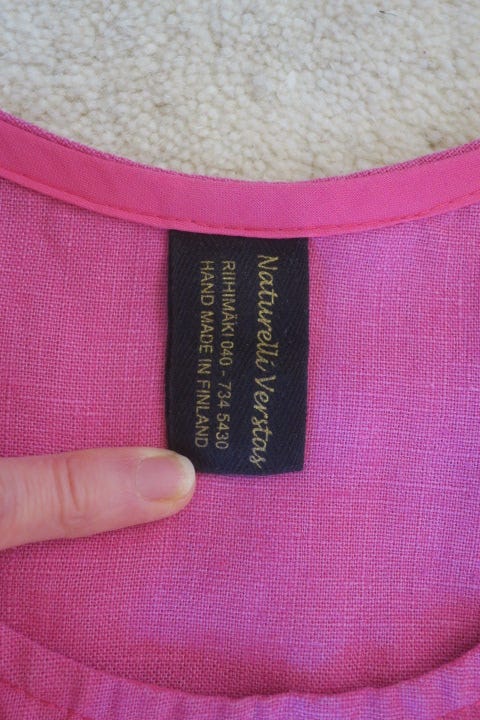 Naturelli Verstas
RIIHIMÄKI 040 - 734 5430
HAND MADE IN FINLAND